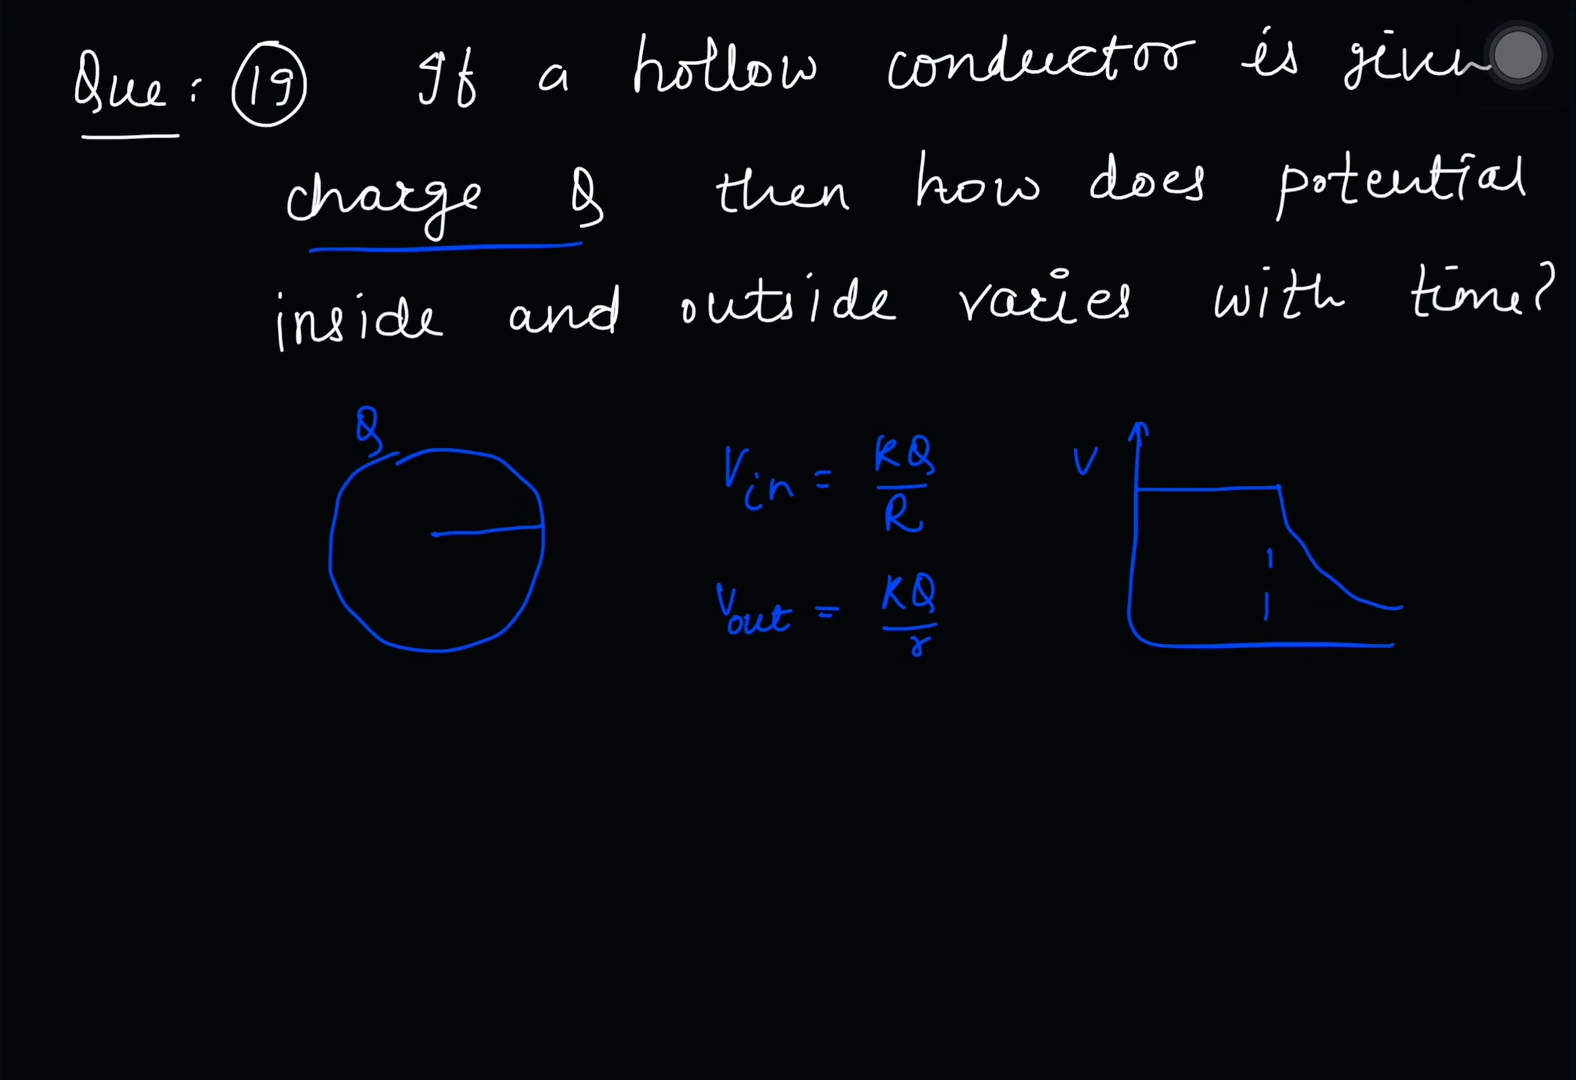 Que: 19 If a hollow conductor is given
charge Q then how does potential
inside and outside varies with time?
Q
Vin = KQ/R
V
Vout = KQ/r